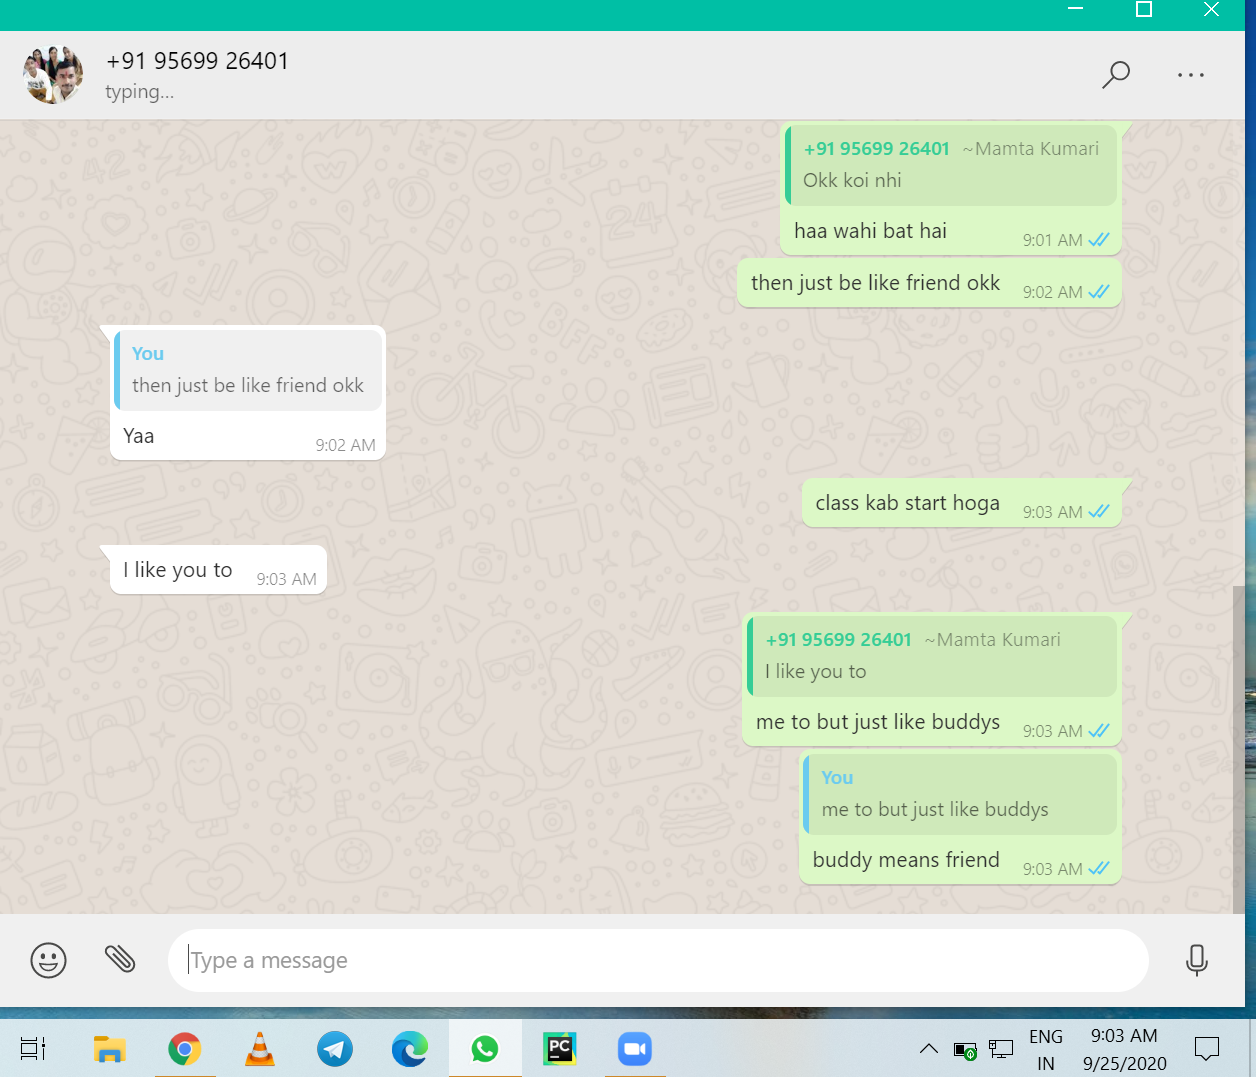 +91 95699 26401
typing...
+91 95699 26401 ~Mamta Kumari
Okk koi nhi
haa wahi bat hai
9:01 AM
then just be like friend okk
9:02 AM
You
then just be like friend okk
Yaa
9:02 AM
class kab start hoga
9:03 AM
I like you to
9:03 AM
+91 95699 26401 ~Mamta Kumari
I like you to
me to but just like buddys
9:03 AM
You
me to but just like buddys
buddy means friend
9:03 AM
Type a message
PC
ENG
IN
9:03 AM
9/25/2020